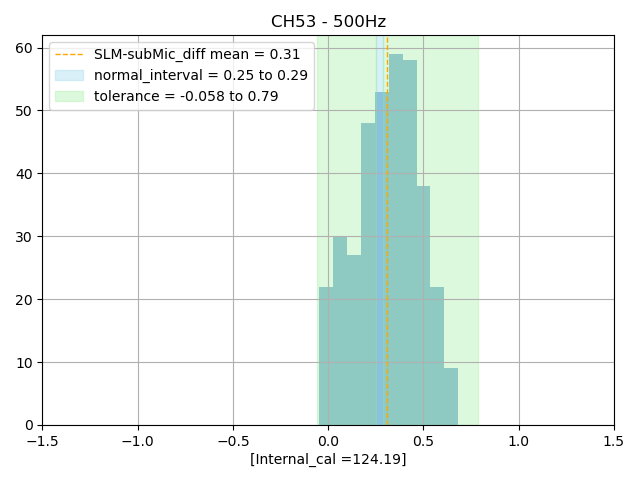 CH53 - 500Hz
SLM-subMic_diff mean = 0.31
normal_interval = 0.25 to 0.29
tolerance = -0.058 to 0.79
60
50
40
30
20
10
0
−1.5 −1.0 −0.5 0.0 0.5 1.0 1.5
[Internal_cal =124.19]